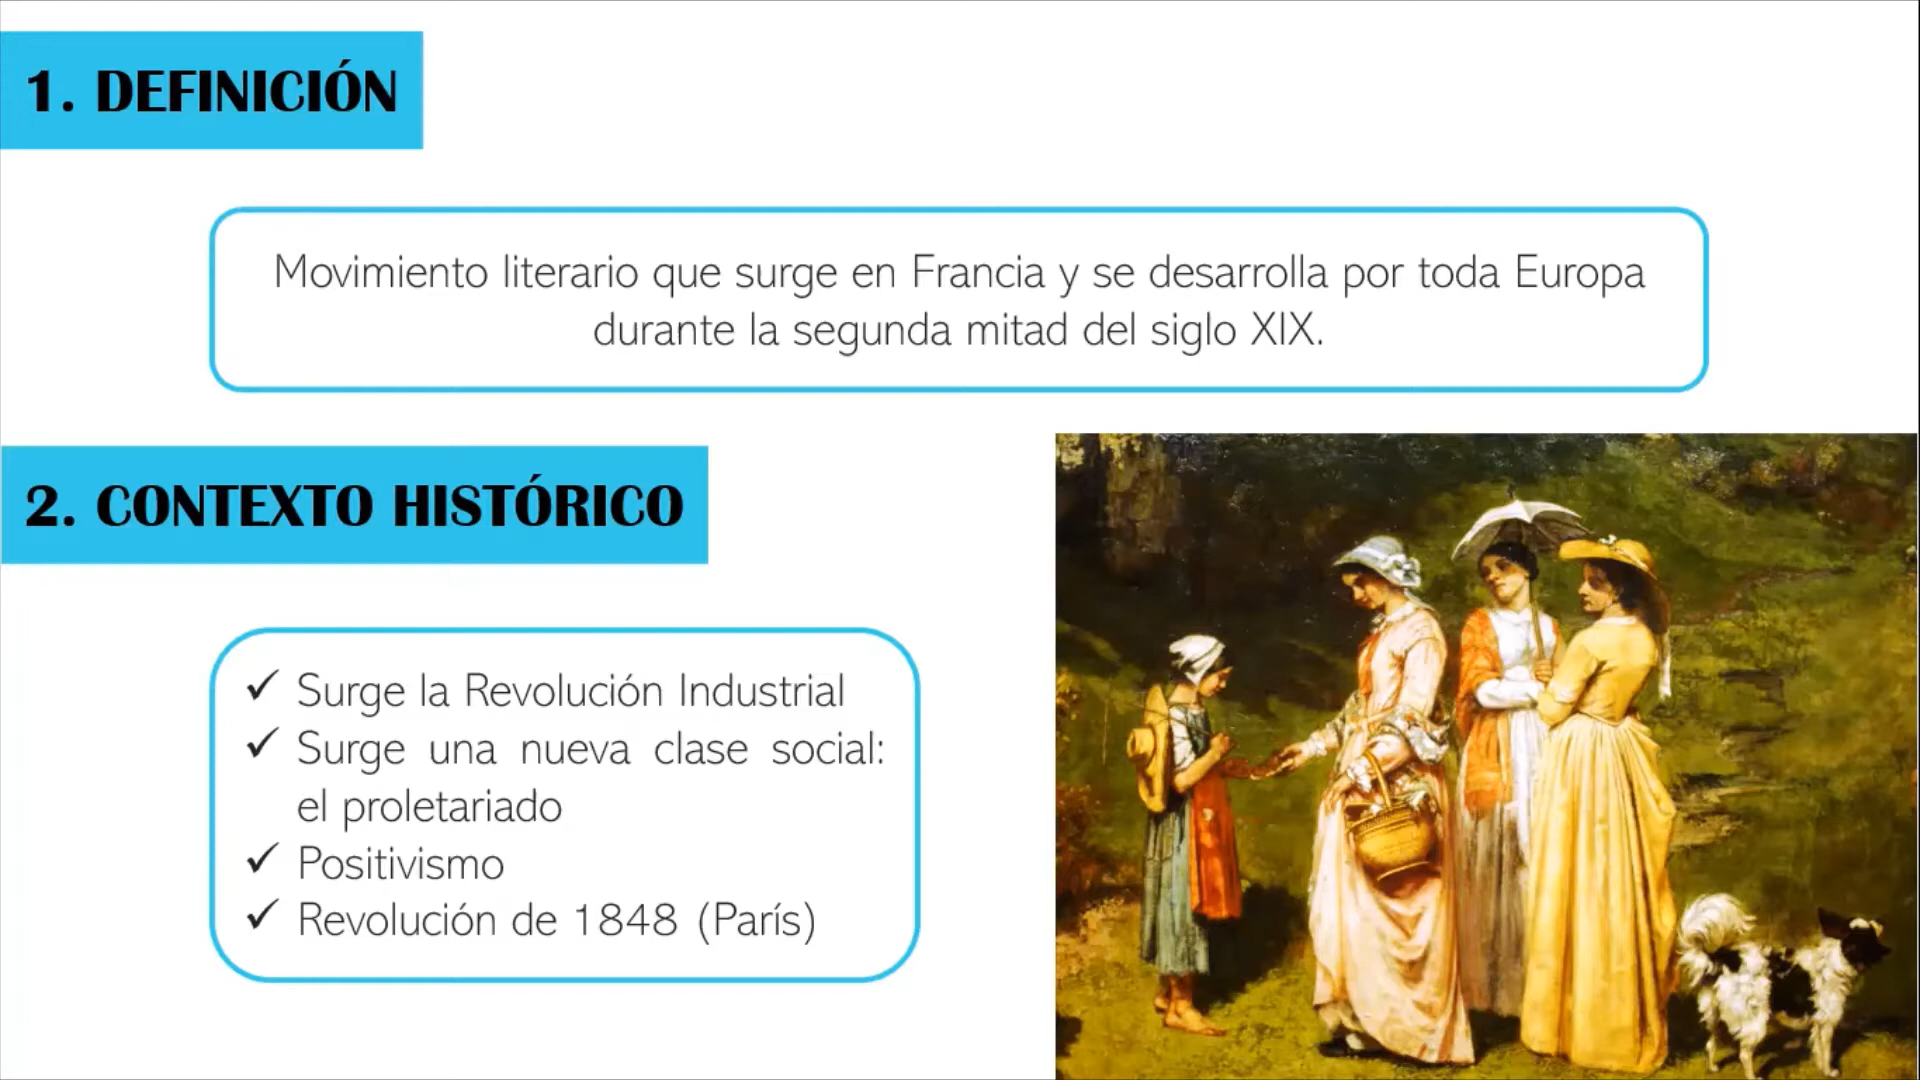 1. DEFINICIÓN
Movimiento literario que surge en Francia y se desarrolla por toda Europa
durante la segunda mitad del siglo XIX.
2. CONTEXTO HISTÓRICO
✓ Surge la Revolución Industrial
✓ Surge una nueva clase social:
el proletariado
✓ Positivismo
✓ Revolución de 1848 (París)